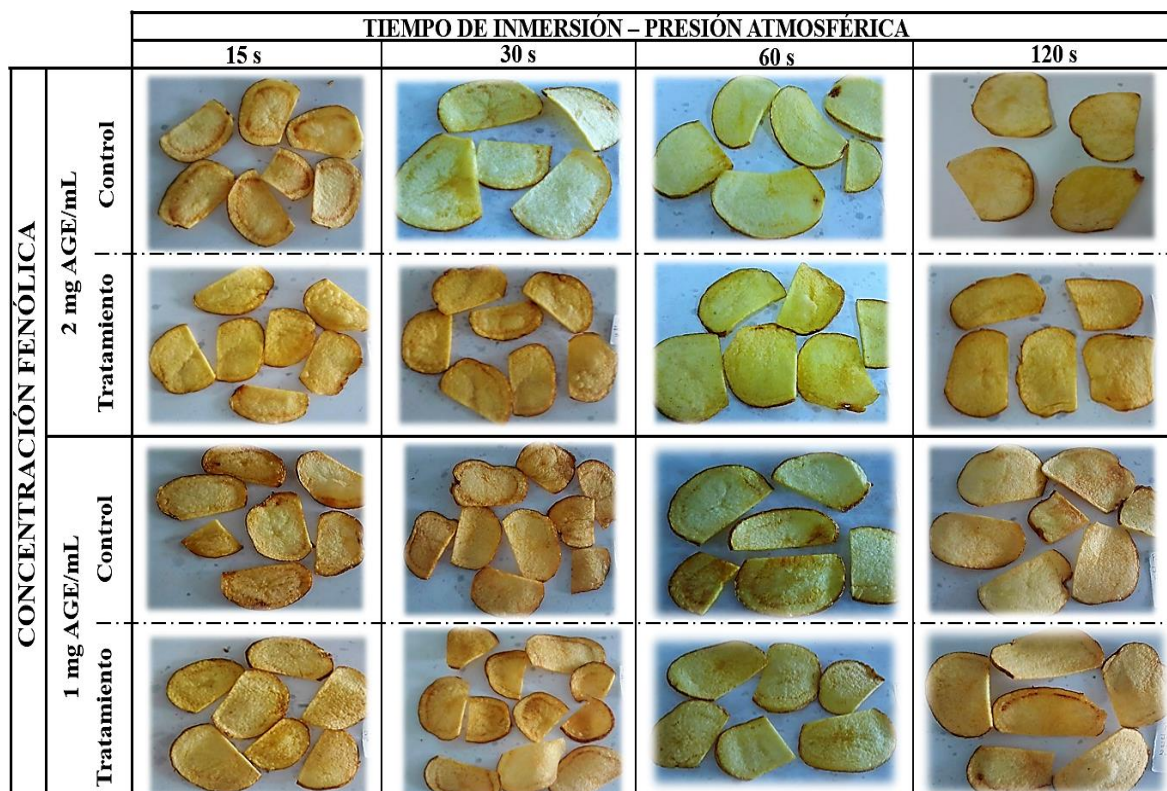 TIEMPO DE INMERSIÓN – PRESIÓN ATMOSFÉRICA
15 s
30 s
60 s
120 s
CONCENTRACIÓN FENÓLICA
2 mg AGE/mL
Control
Tratamiento
1 mg AGE/mL
Control
Tratamiento